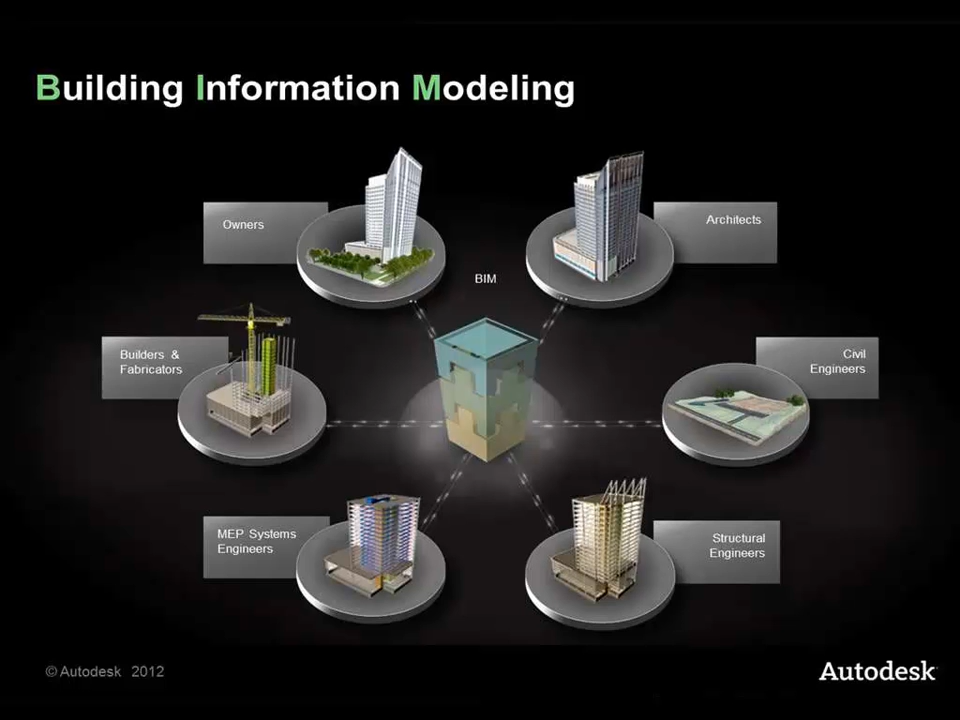 Building Information Modeling
Owners
Architects
BIM
Builders &
Fabricators
Civil
Engineers
MEP Systems
Engineers
Structural
Engineers
© Autodesk 2012
Autodesk